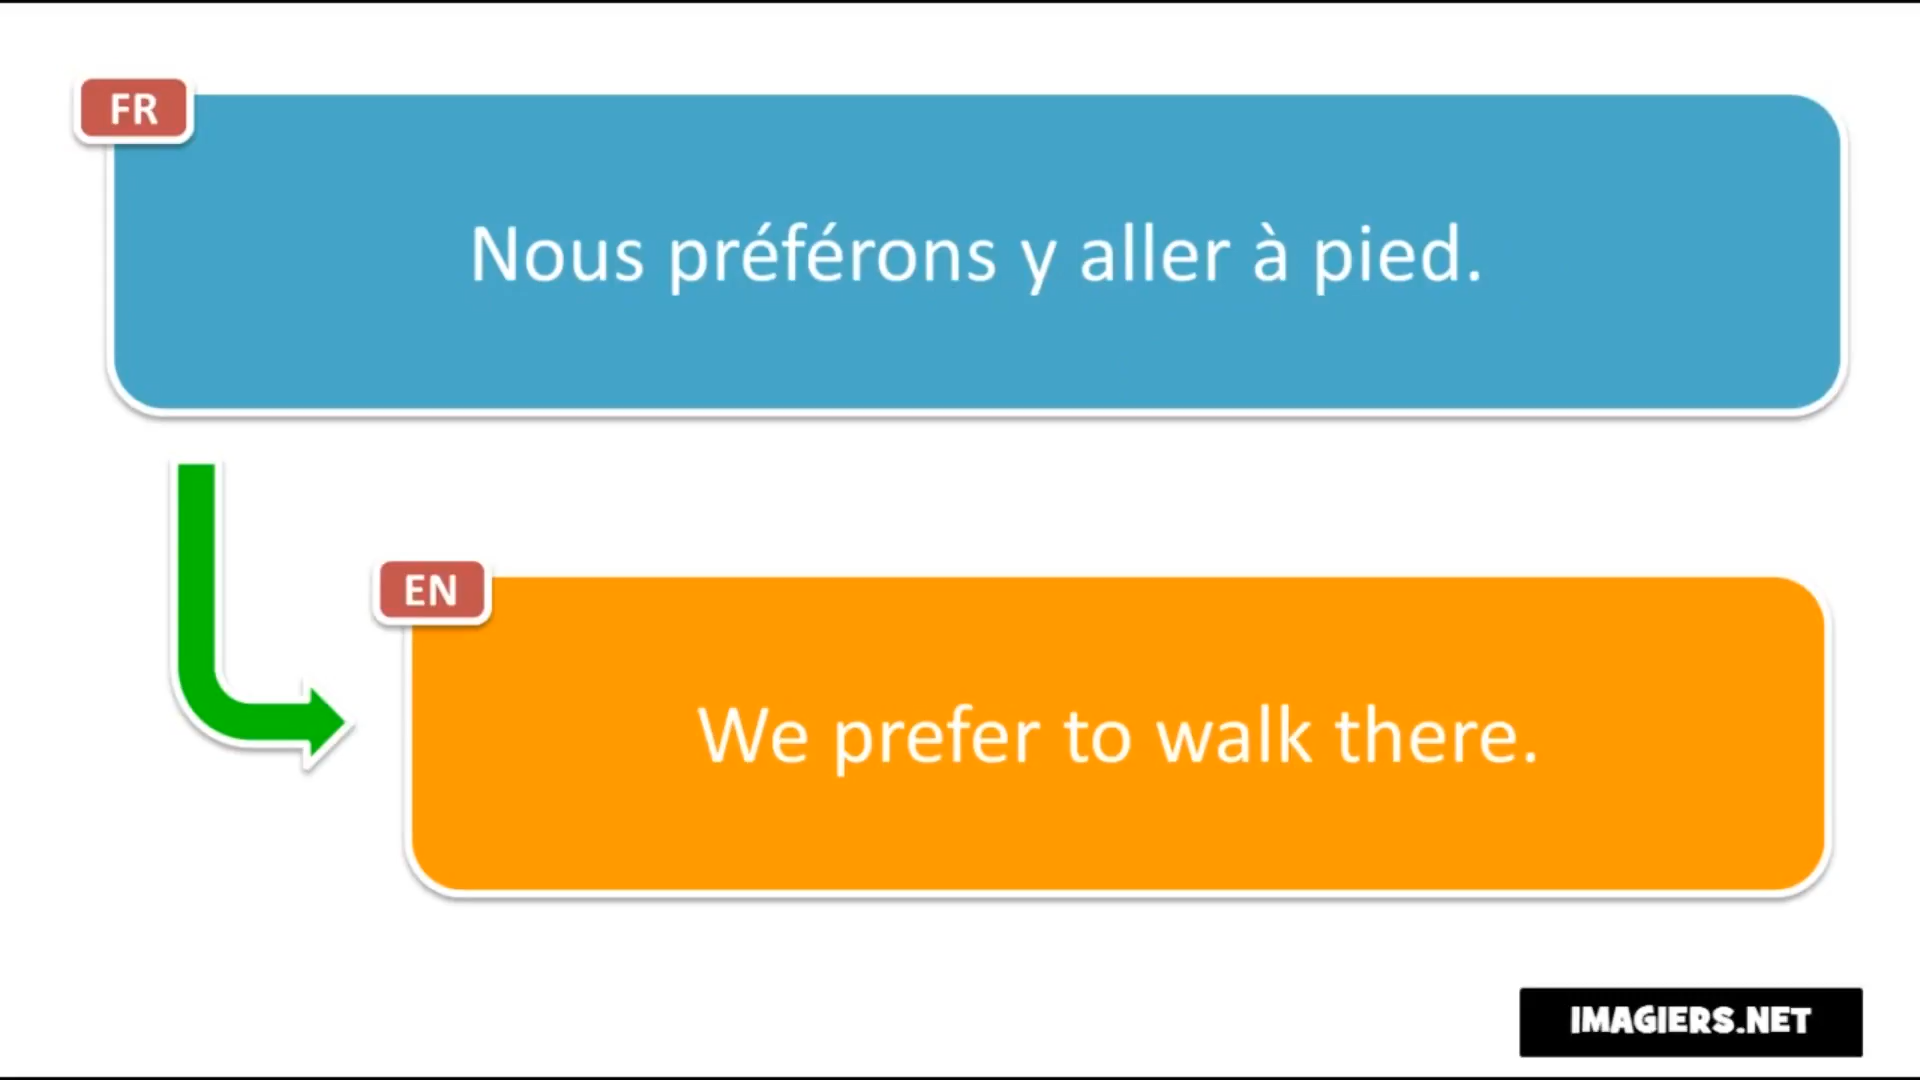 FR
Nous préférons y aller à pied.
EN
We prefer to walk there.
IMAGIERS.NET